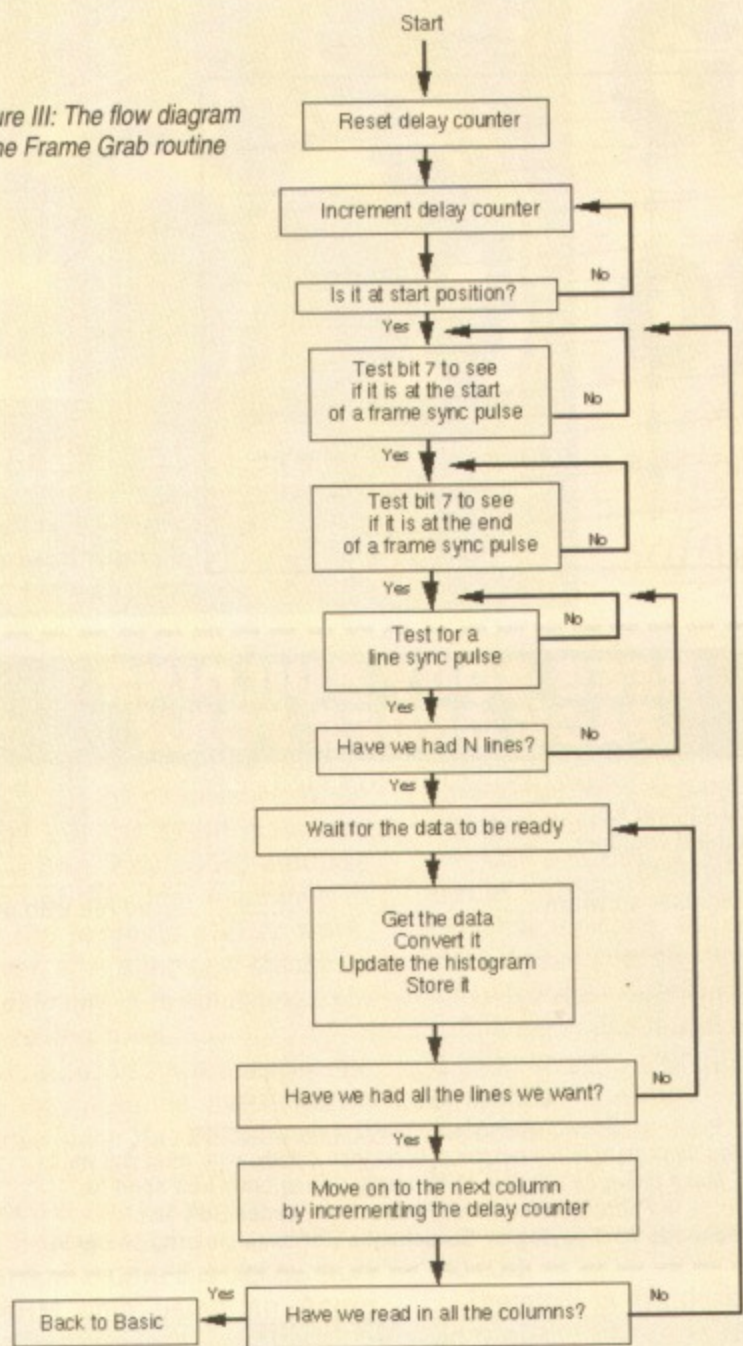 Start
ure III: The flow diagram
ne Frame Grab routine
Reset delay counter
Increment delay counter
No
Is it at start position?
Yes
Test bit 7 to see
if it is at the start
of a frame sync pulse
No
Yes
Test bit 7 to see
if it is at the end
of a frame sync pulse
No
Yes
Test for a
line sync pulse
No
Yes
Have we had N lines?
No
Yes
Wait for the data to be ready
Get the data
Convert it
Update the histogram
Store it
Have we had all the lines we want?
No
Yes
Move on to the next column
by incrementing the delay counter
Have we read in all the columns?
No
Yes
Back to Basic